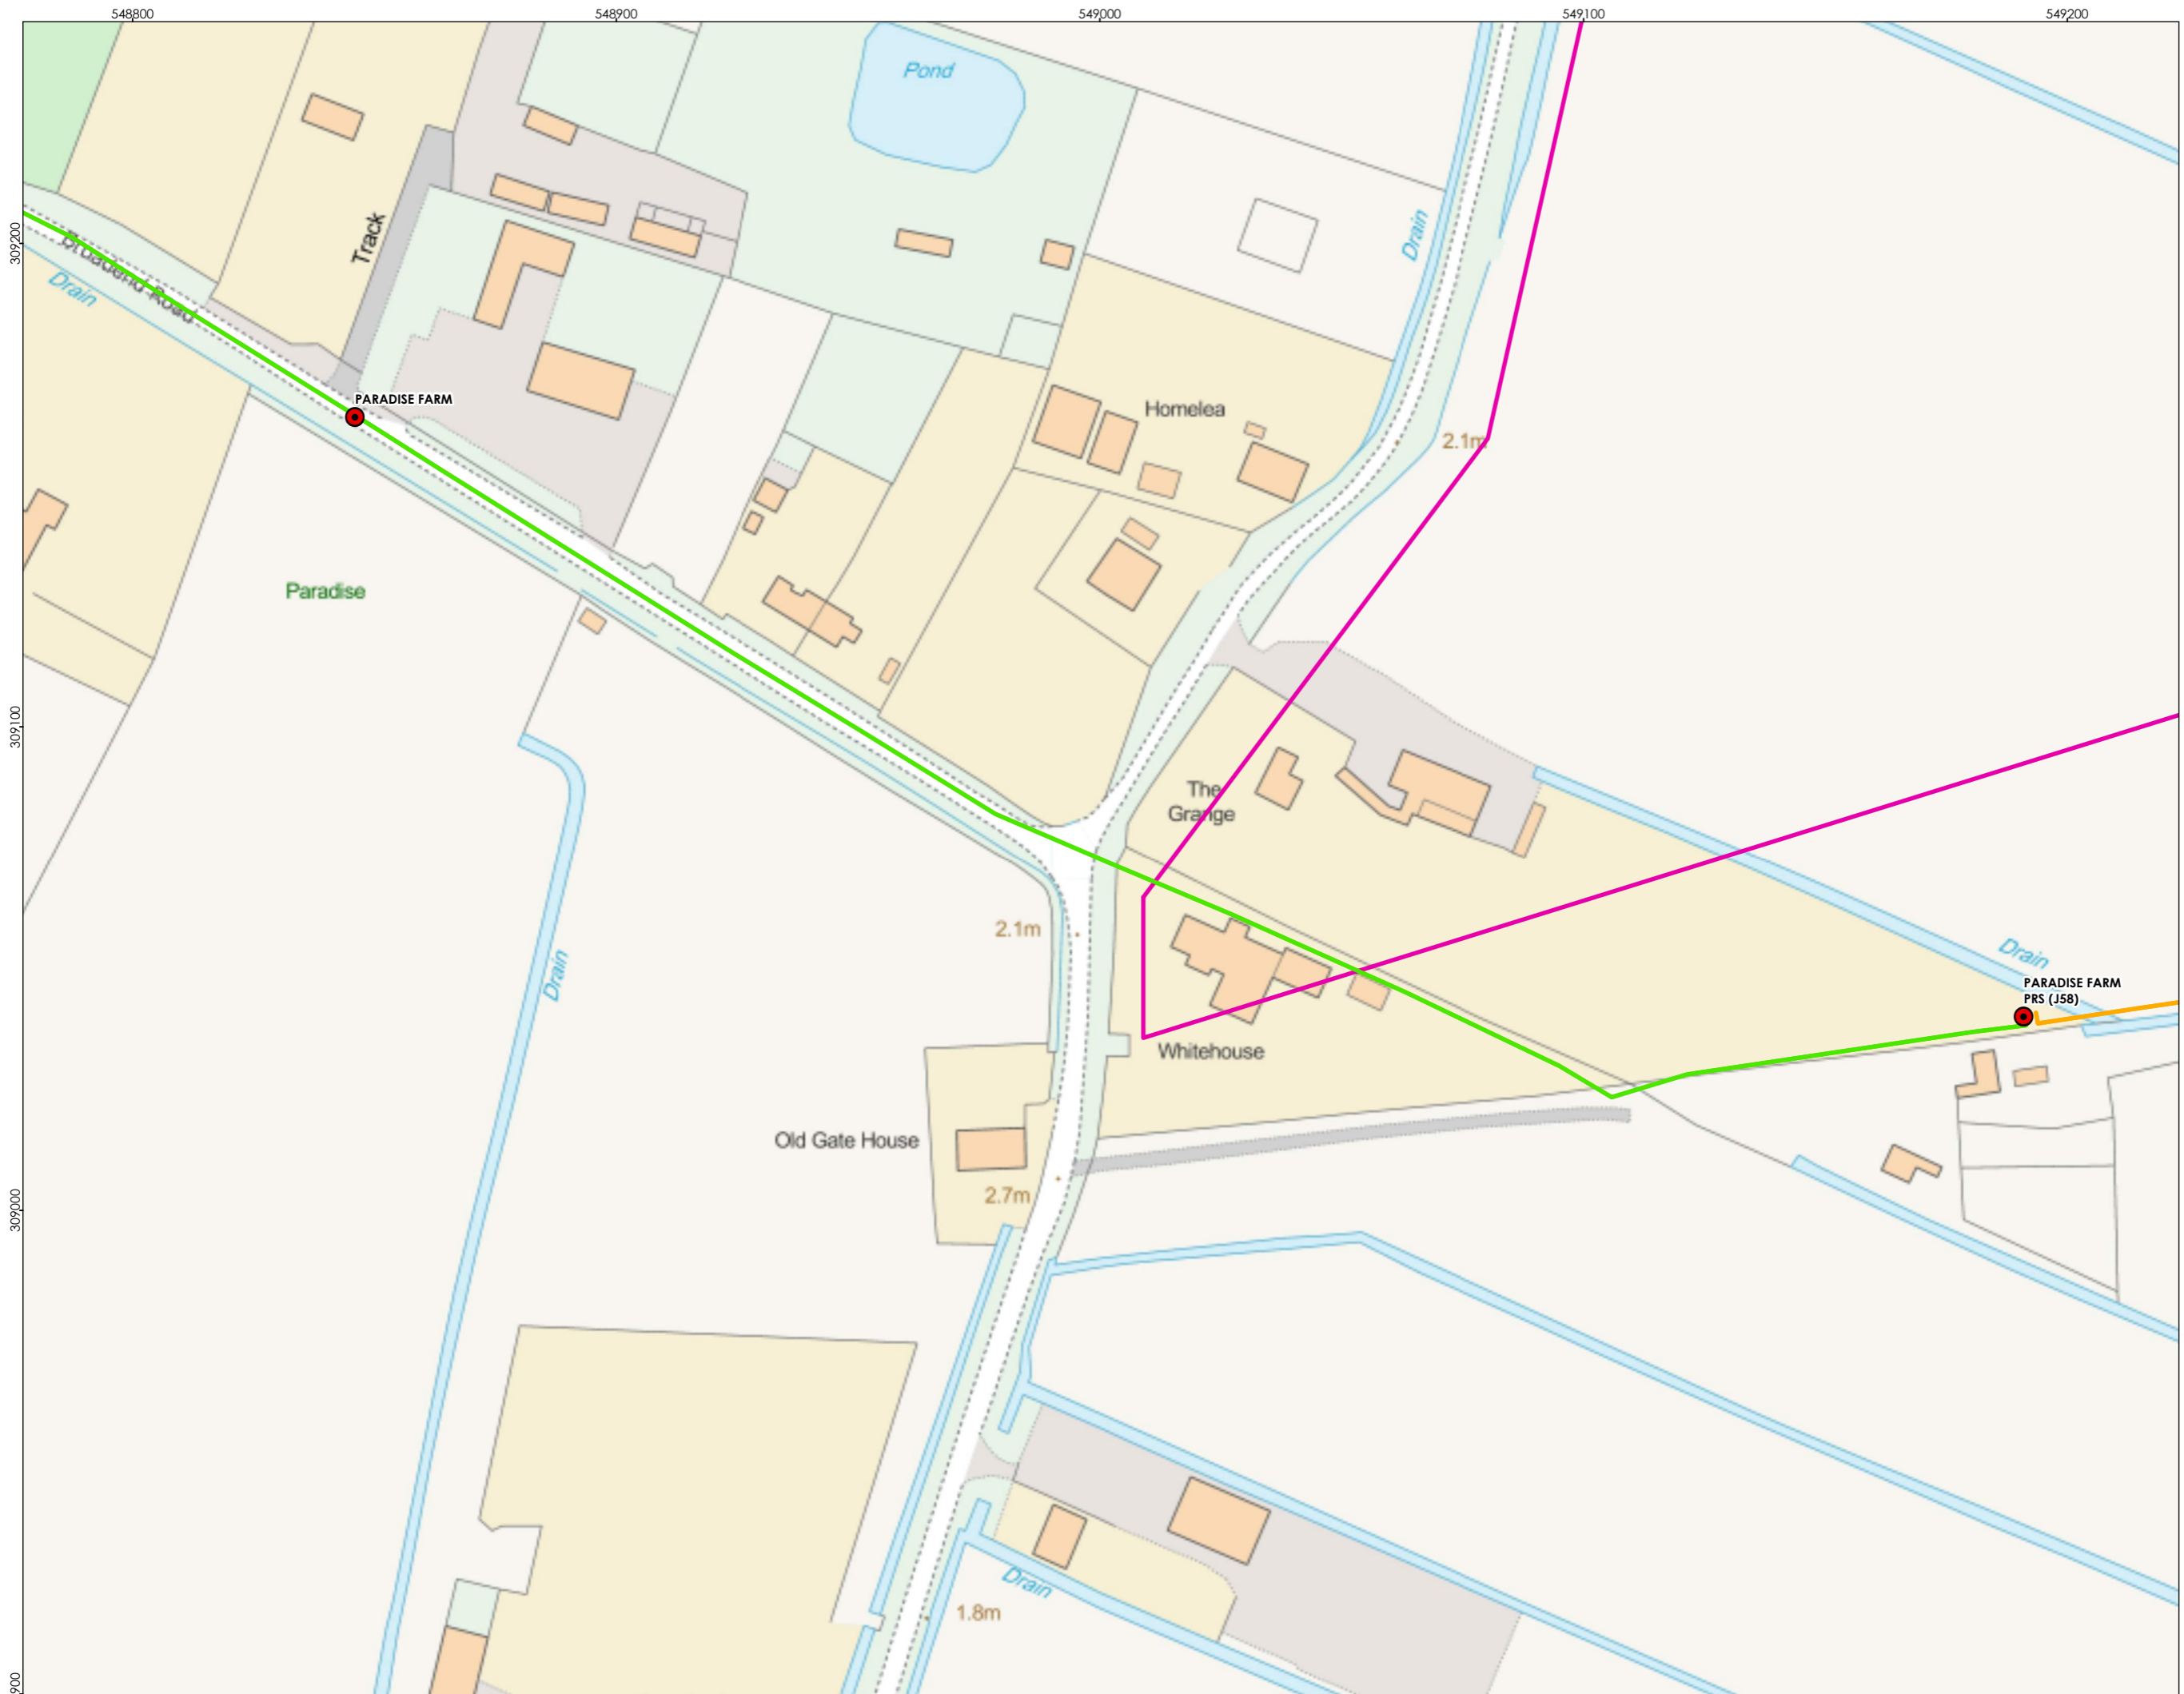 548800
548900
549000
549100
549200
Pond
309200
Track
Drain
Broadend Road
Drain
PARADISE FARM
Homelea
2.1m
Paradise
309100
The
Grange
2.1m
Drain
Drain
PARADISE FARM
PRS (J58)
Whitehouse
Old Gate House
2.7m
309000
Drain
1.8m